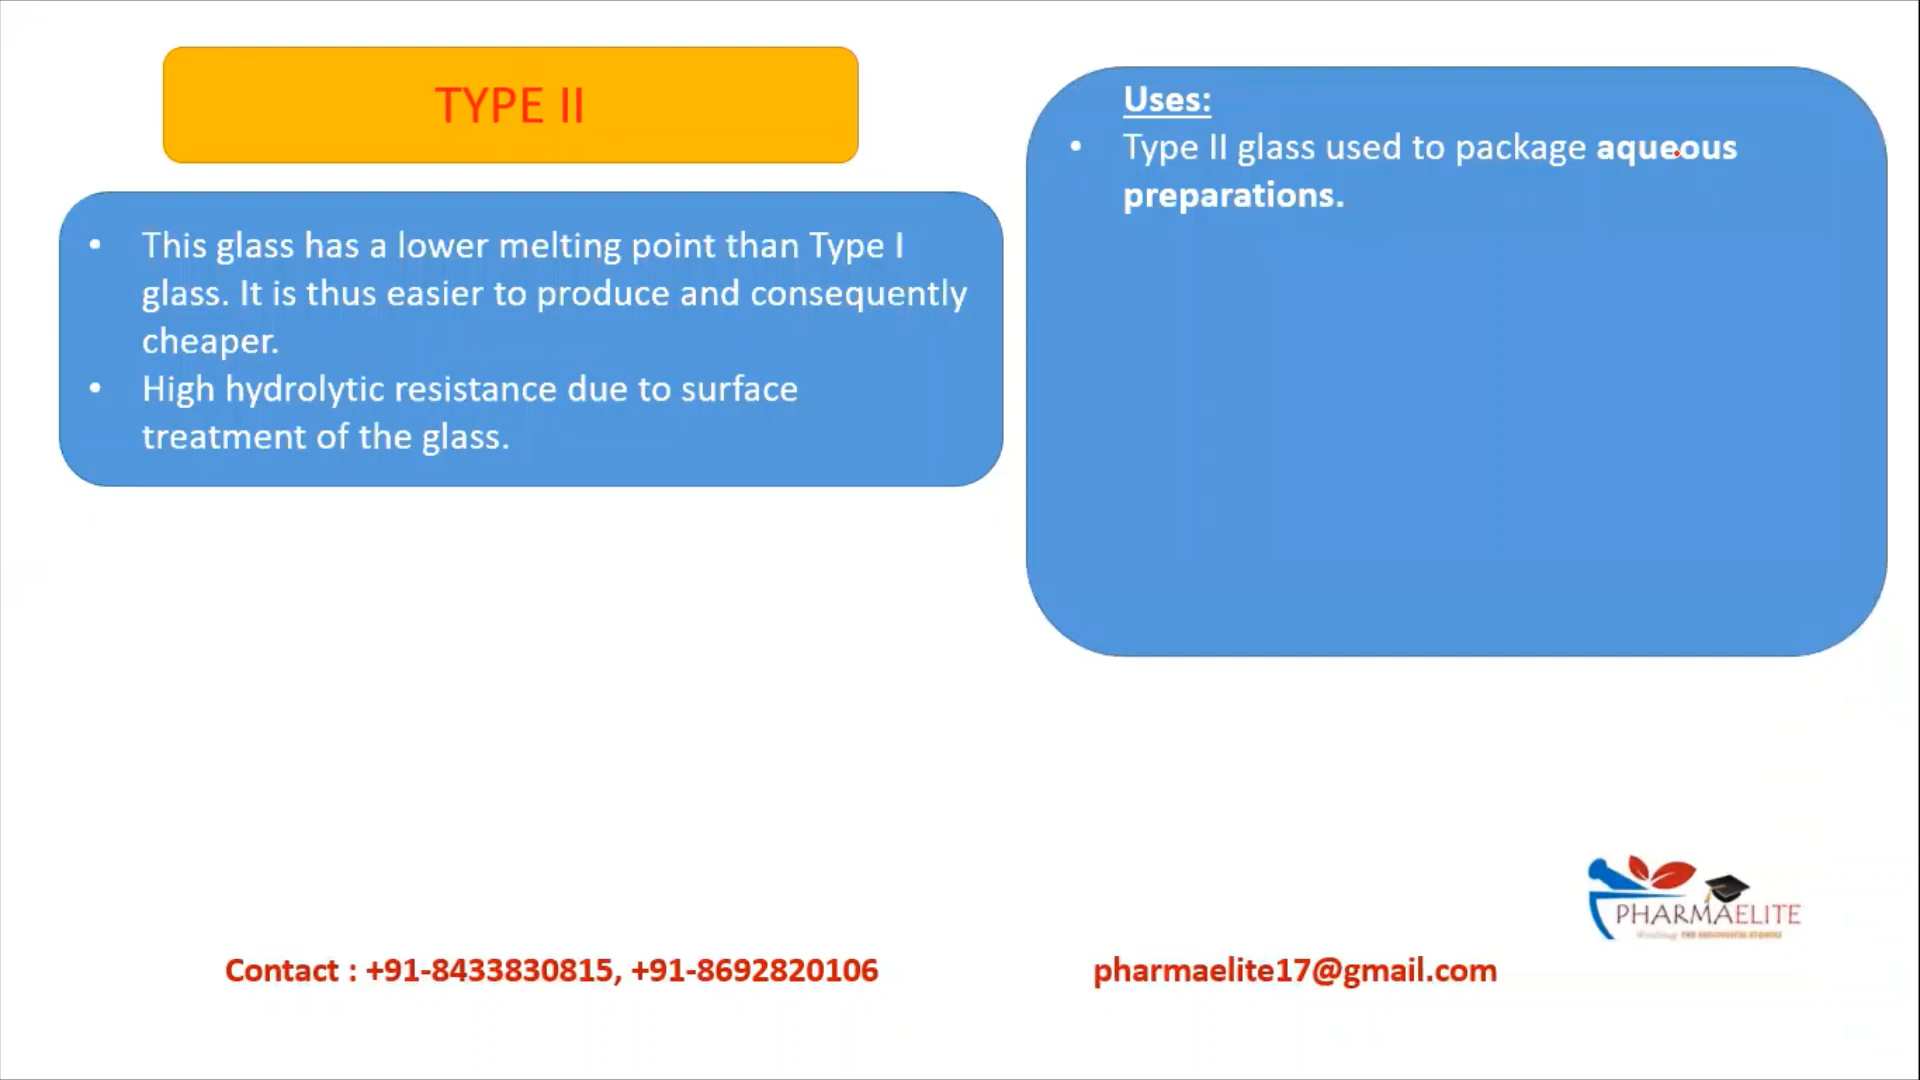 TYPE II
• This glass has a lower melting point than Type I
glass. It is thus easier to produce and consequently
cheaper.
• High hydrolytic resistance due to surface
treatment of the glass.
Uses:
• Type II glass used to package aqueous
preparations.
PHARMAELITE
Contact : +91-8433830815, +91-8692820106
pharmaelite17@gmail.com